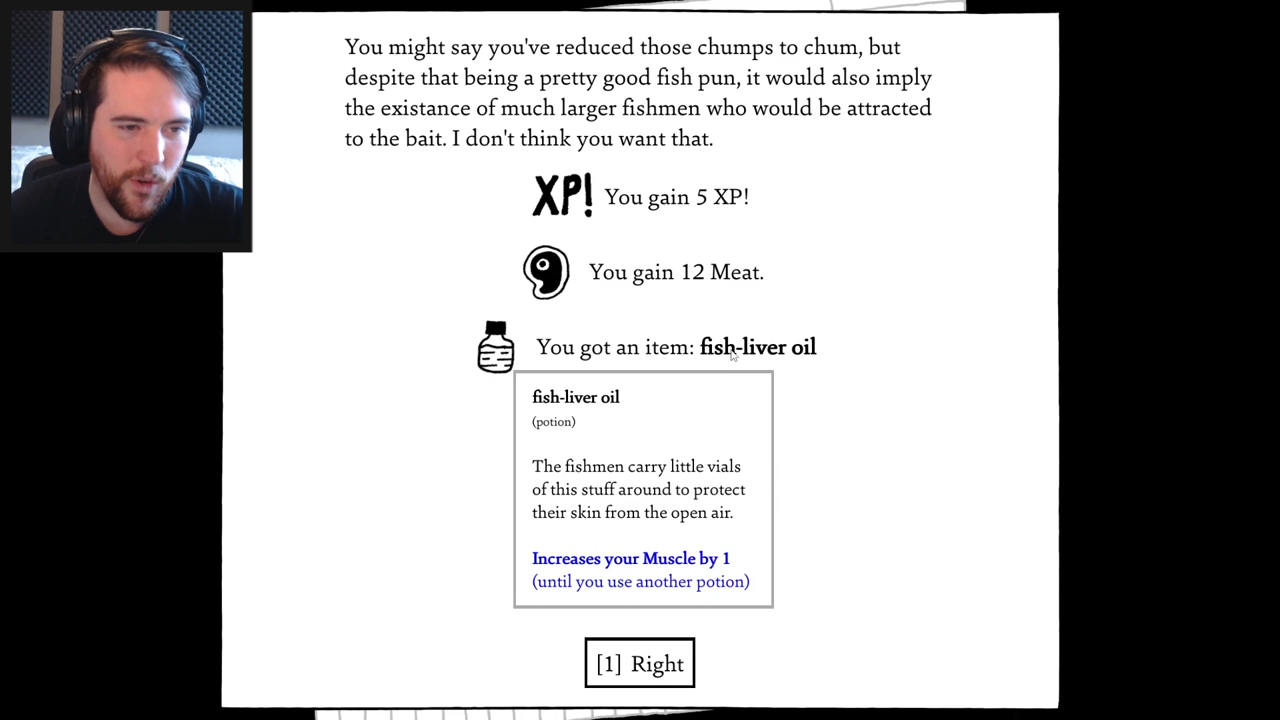 You might say you've reduced those chumps to chum, but
despite that being a pretty good fish pun, it would also imply
the existance of much larger fishmen who would be attracted
to the bait. I don't think you want that.
XP! You gain 5 XP!
You gain 12 Meat.
You got an item: fish-liver oil
fish-liver oil
(potion)
The fishmen carry little vials
of this stuff around to protect
their skin from the open air.
Increases your Muscle by 1
(until you use another potion)
[1] Right